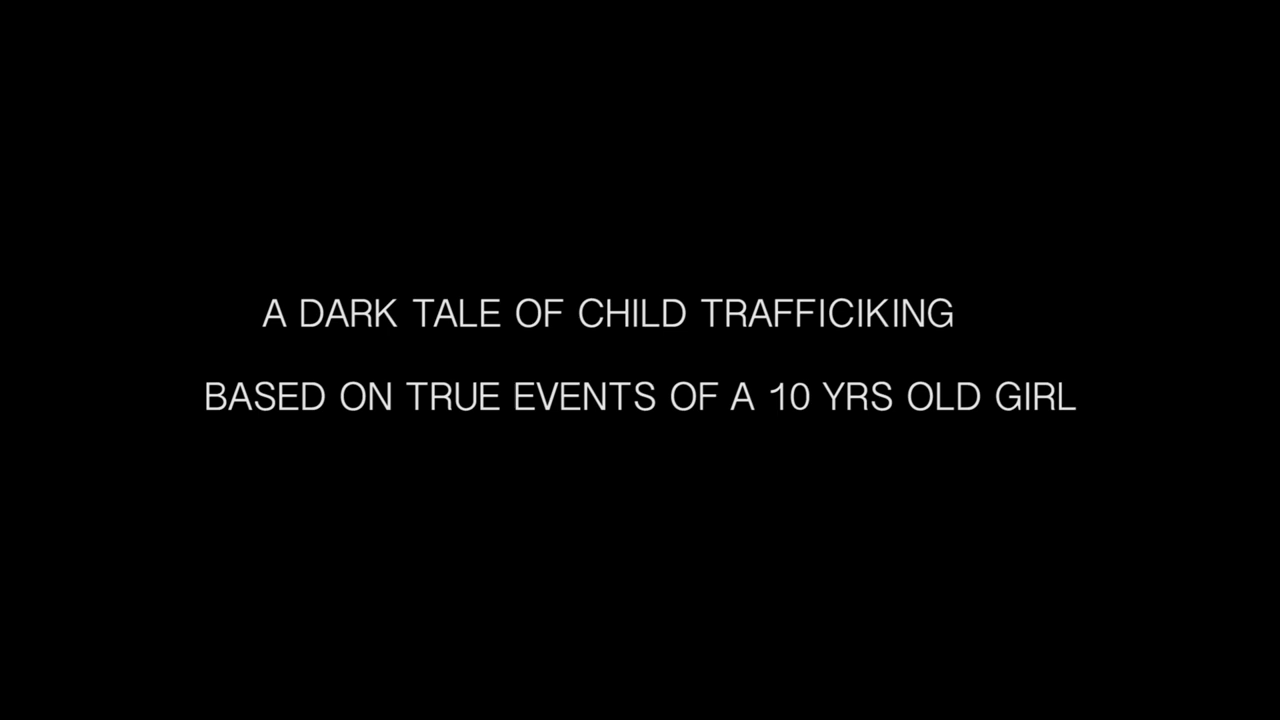 A DARK TALE OF CHILD TRAFFICIKING
BASED ON TRUE EVENTS OF A 10 YRS OLD GIRL